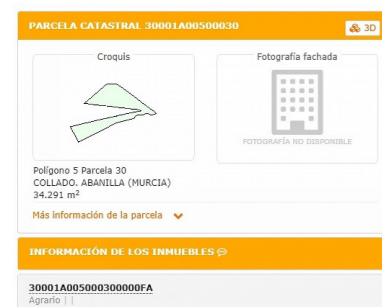 PARCELA CATASTRAL 30001A00500030
3D
Croquis
Fotografía fachada
FOTOGRAFÍA NO DISPONIBLE
Polígono 5 Parcela 30
COLLADO. ABANILLA (MURCIA)
34.291 m²
Más información de la parcela
INFORMACIÓN DE LOS INMUEBLES
30001A005000300000FA
Agrario | |